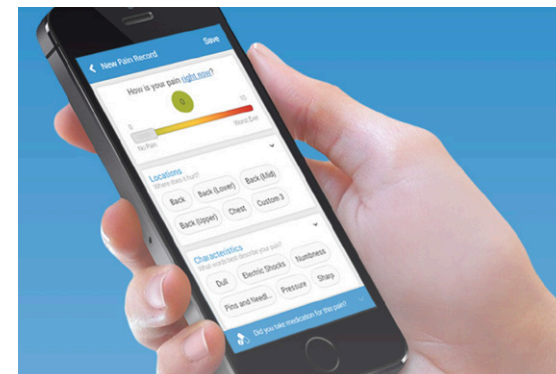 New Pain Record Save
How is your pain right now?
0
0 10
No Pain Worst Ever
Locations
Where does it hurt?
Back Back (Lower) Back (Mid)
Back (Upper) Chest Custom 3
Characteristics
What words best describe your pain?
Dull Electric Shocks Numbness
Pins and Needl... Pressure Sharp
Did you take medication for this pain?